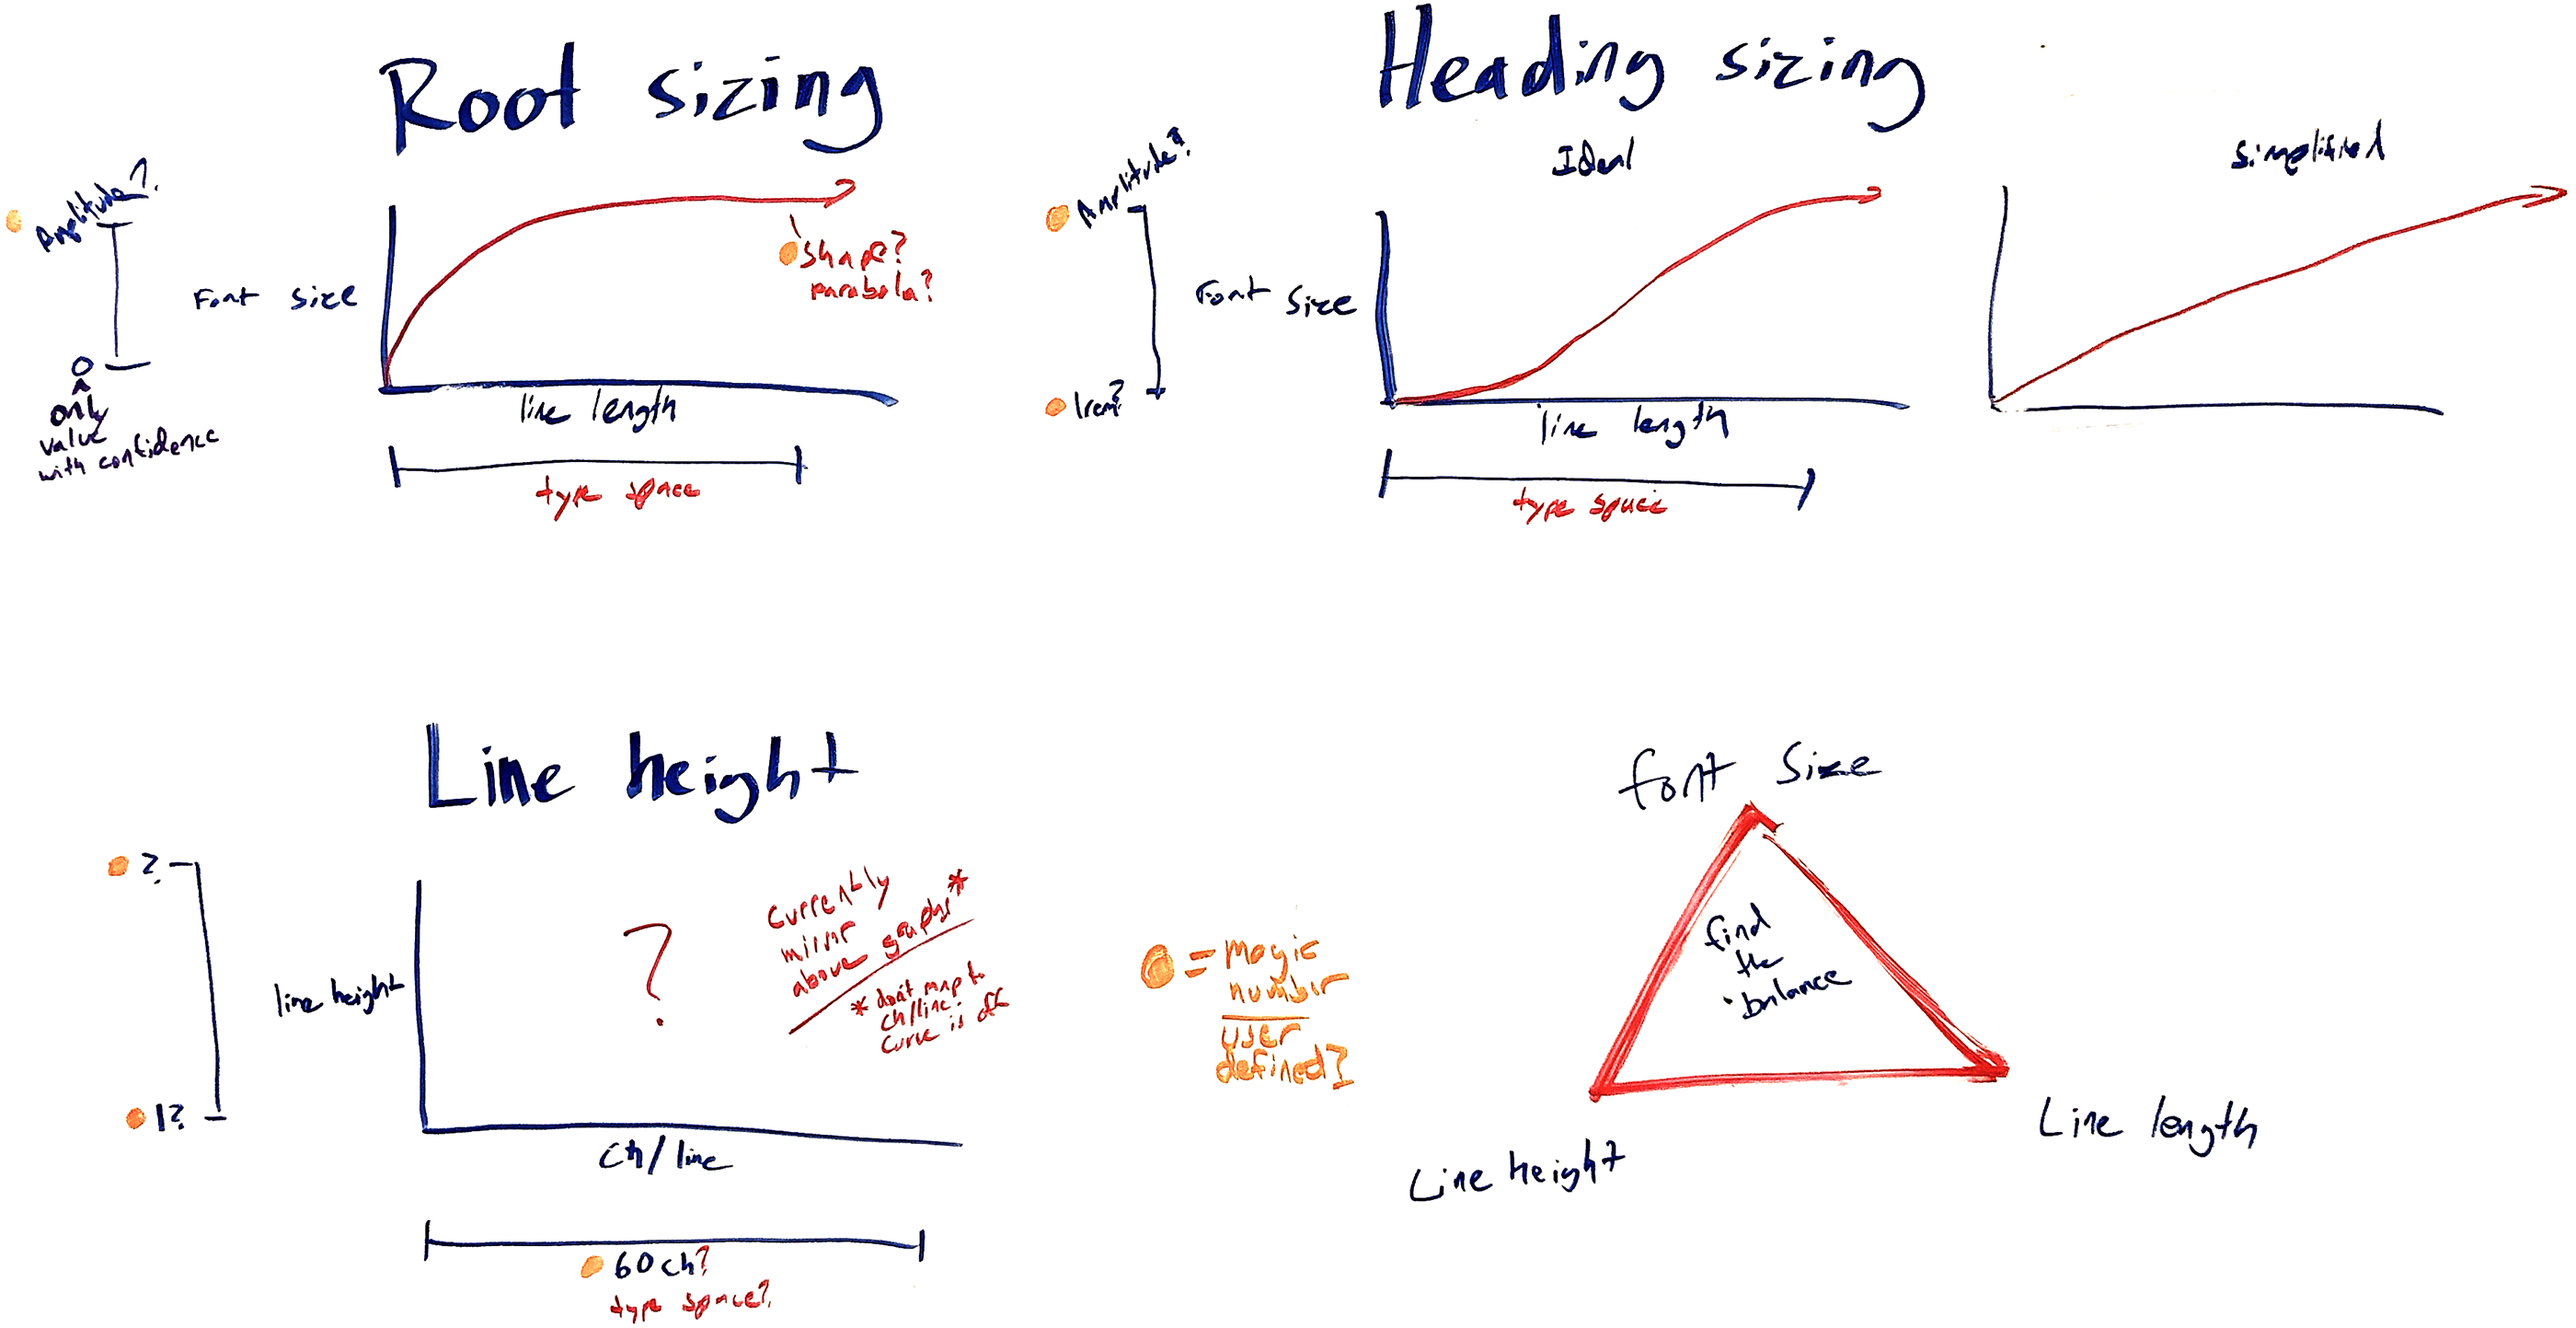 Root sizing
Amplitude?
0
^
only
value
with confidence
Font size
shape?
parabola?
line length
type space
Heading sizing
Ideal
Simplified
Amplitude?
1rem?
Font size
line length
type space
Line height
?
1?
line height
?
currently
mirror
above graphs*
* don't map to
ch/line:
curve is off
ch/line
60ch?
type space?
= magic
number
user
defined?
font size
find
the
balance
Line height
Line length